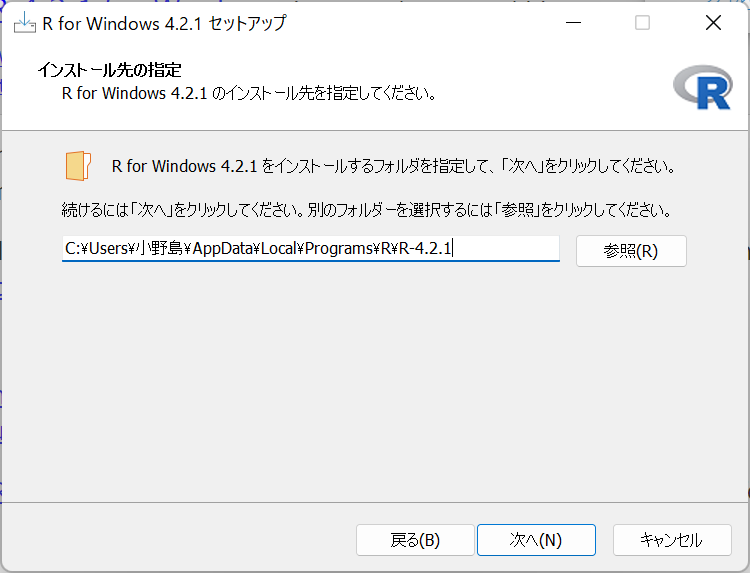 R for Windows 4.2.1 セットアップ
インストール先の指定
R for Windows 4.2.1 のインストール先を指定してください。
R
R for Windows 4.2.1 をインストールするフォルダを指定して、「次へ」をクリックしてください。
続けるには「次へ」をクリックしてください。別のフォルダーを選択するには「参照」をクリックしてください。
C:¥Users¥小野島¥AppData¥Local¥Programs¥R¥R-4.2.1
参照(R)
戻る(B)
次へ(N)
キャンセル